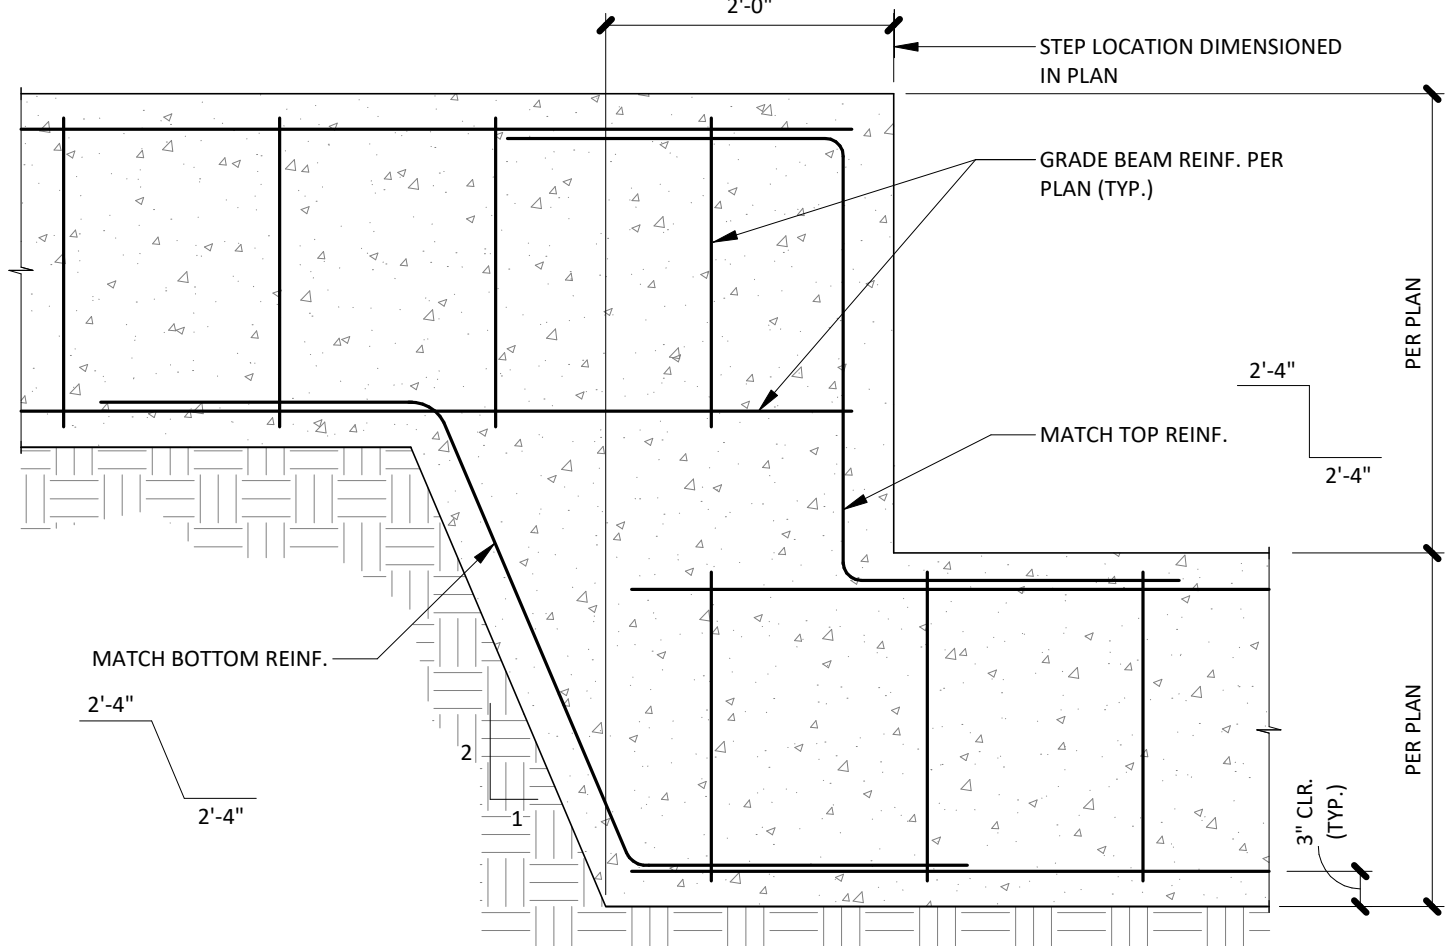 2'-0"
STEP LOCATION DIMENSIONED
IN PLAN
GRADE BEAM REINF. PER
PLAN (TYP.)
PER PLAN
2'-4"
MATCH TOP REINF.
2'-4"
MATCH BOTTOM REINF.
2'-4"
2'-4"
2
1
PER PLAN
3" CLR.
(TYP.)